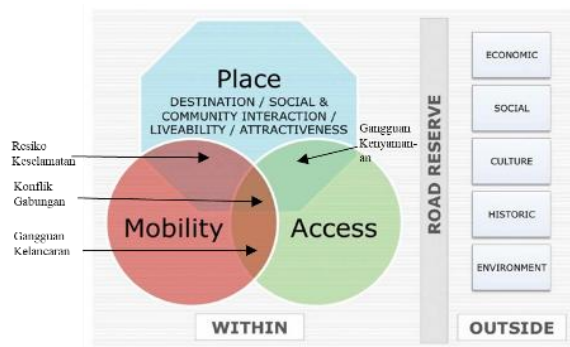 Place
DESTINATION / SOCIAL &
COMMUNITY INTERACTION /
LIVEABILITY / ATTRACTIVENESS
Resiko
Keselamatan
Gangguan
Kenyaman-
an
Konflik
Gabungan
Mobility
Access
Gangguan
Kelancaran
WITHIN
ROAD RESERVE
ECONOMIC
SOCIAL
CULTURE
HISTORIC
ENVIRONMENT
OUTSIDE